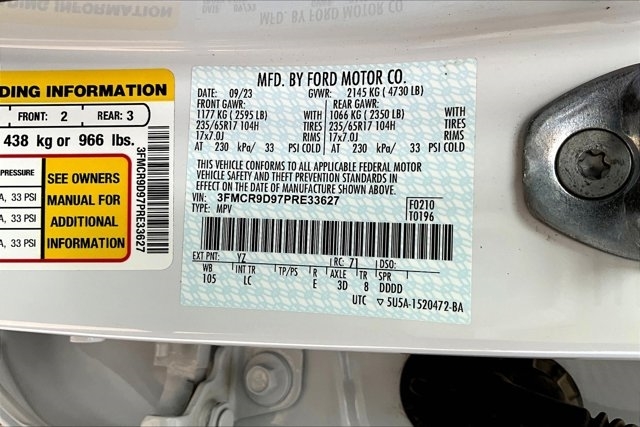 DING INFORMATION
FRONT: 2 REAR: 3
438 kg or 966 lbs.
PRESSURE
A, 33 PSI
A, 33 PSI
A, 33 PSI
SEE OWNERS
MANUAL FOR
ADDITIONAL
INFORMATION
3FMCR9D97PRE33627
MFD. BY FORD MOTOR CO.
DATE: 09/23 GVWR: 2145 KG ( 4730 LB)
FRONT GAWR: REAR GAWR:
1177 KG ( 2595 LB) 1066 KG ( 2350 LB)
235/65R17 104H TIRES 235/65R17 104H TIRES
17x7.0J RIMS 17x7.0J RIMS
AT 230 kPa/ 33 PSI COLD AT 230 kPa/ 33 PSI COLD
THIS VEHICLE CONFORMS TO ALL APPLICABLE FEDERAL MOTOR
VEHICLE SAFETY AND THEFT PREVENTION STANDARDS IN
EFFECT ON THE DATE OF MANUFACTURE SHOWN ABOVE.
VIN: 3FMCR9D97PRE33627 F0210
TYPE: MPV T0196
EXT PNT: YZ RC: 71 DSO:
WB INT TR TP/PS R AXLE TR SPR
105 LC E 3D 8 DDDD
UTC 5U5A-1520472-BA